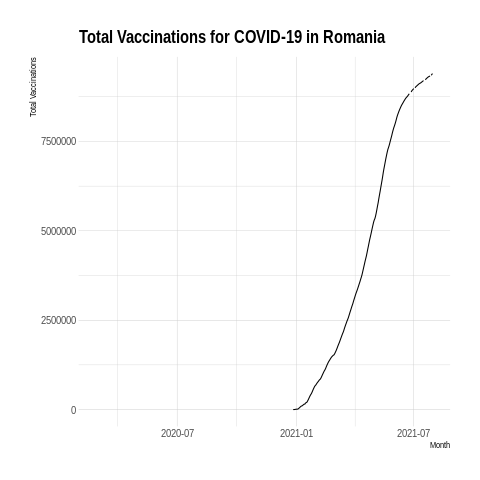 Total Vaccinations for COVID-19 in Romania
Total Vaccinations
7500000
5000000
2500000
0
2020-07
2021-01
2021-07
Month